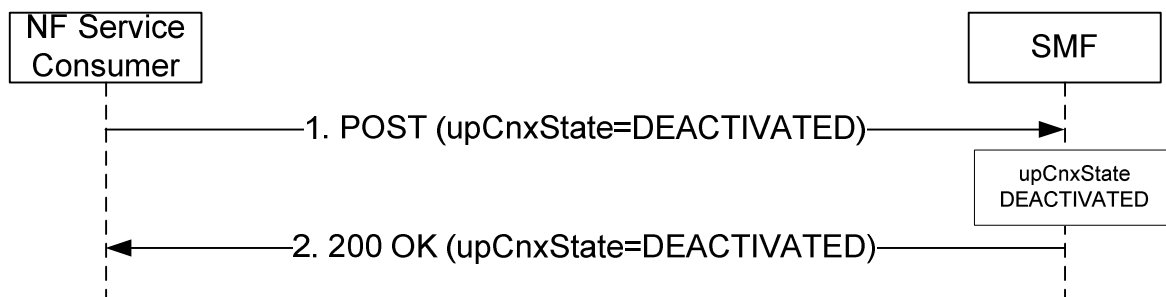 NF Service
Consumer
SMF
1. POST (upCnxState=DEACTIVATED)
upCnxState
DEACTIVATED
2. 200 OK (upCnxState=DEACTIVATED)